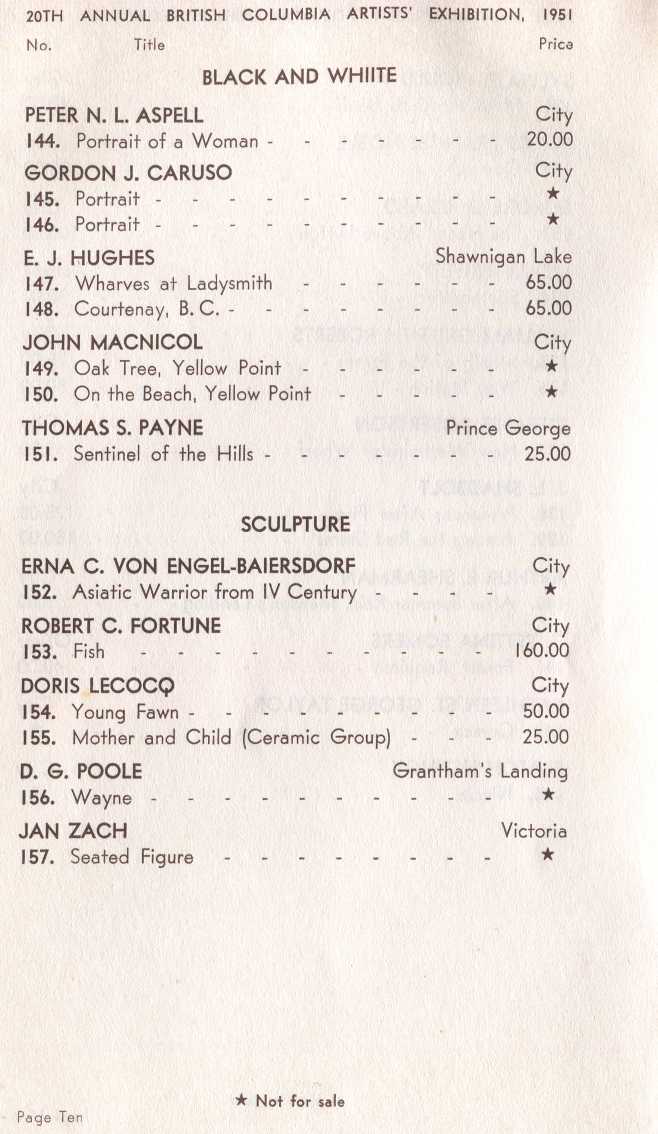 20TH ANNUAL BRITISH COLUMBIA ARTISTS' EXHIBITION, 1951
No. Title Price
BLACK AND WHIITE
PETER N. L. ASPELL City
144. Portrait of a Woman - - - - - - - 20.00
GORDON J. CARUSO City
145. Portrait - - - - - - - - - - ★
146. Portrait - - - - - - - - - - ★
E. J. HUGHES Shawnigan Lake
147. Wharves at Ladysmith - - - - - - 65.00
148. Courtenay, B. C. - - - - - - - - 65.00
JOHN MACNICOL City
149. Oak Tree, Yellow Point - - - - - - ★
150. On the Beach, Yellow Point - - - - - ★
THOMAS S. PAYNE Prince George
151. Sentinel of the Hills - - - - - - - 25.00
SCULPTURE
ERNA C. VON ENGEL-BAIERSDORF City
152. Asiatic Warrior from IV Century - - - - ★
ROBERT C. FORTUNE City
153. Fish - - - - - - - - - - 160.00
DORIS LECOCQ City
154. Young Fawn - - - - - - - - - 50.00
155. Mother and Child (Ceramic Group) - - - 25.00
D. G. POOLE Grantham's Landing
156. Wayne - - - - - - - - - - ★
JAN ZACH Victoria
157. Seated Figure - - - - - - - - ★
★ Not for sale
Page Ten